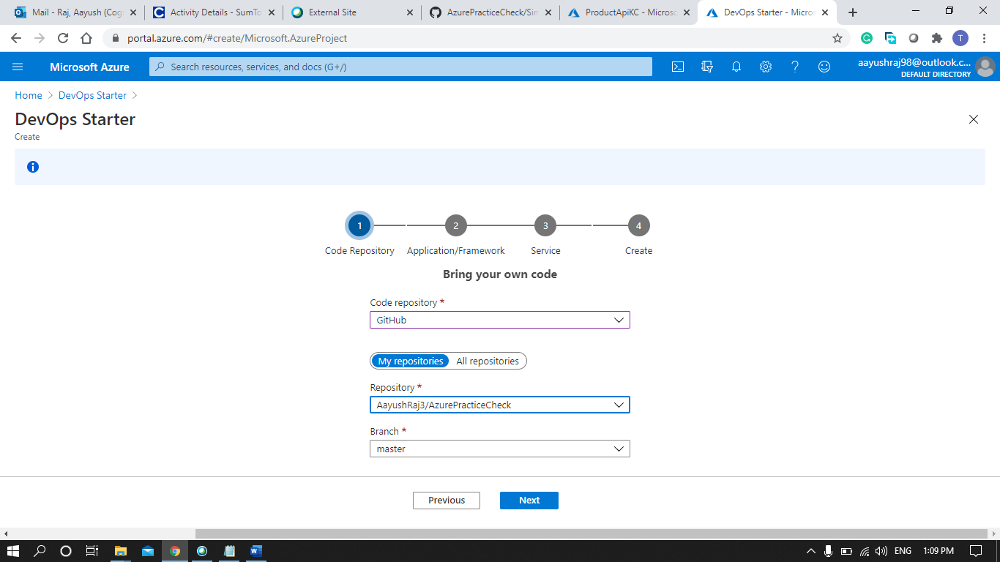 Mail - Raj, Aayush (Cog
Activity Details - SumTo
External Site
AzurePracticeCheck/Sim
ProductApiKC - Microso
DevOps Starter - Micros
portal.azure.com/#create/Microsoft.AzureProject
T
Microsoft Azure
Search resources, services, and docs (G+/)
aayushraj98@outlook.c...
DEFAULT DIRECTORY
Home > DevOps Starter >
DevOps Starter
Create
1
2
3
4
Code Repository
Application/Framework
Service
Create
Bring your own code
Code repository *
GitHub
My repositories
All repositories
Repository *
AayushRaj3/AzurePracticeCheck
Branch *
master
Previous
Next
ENG
1:09 PM